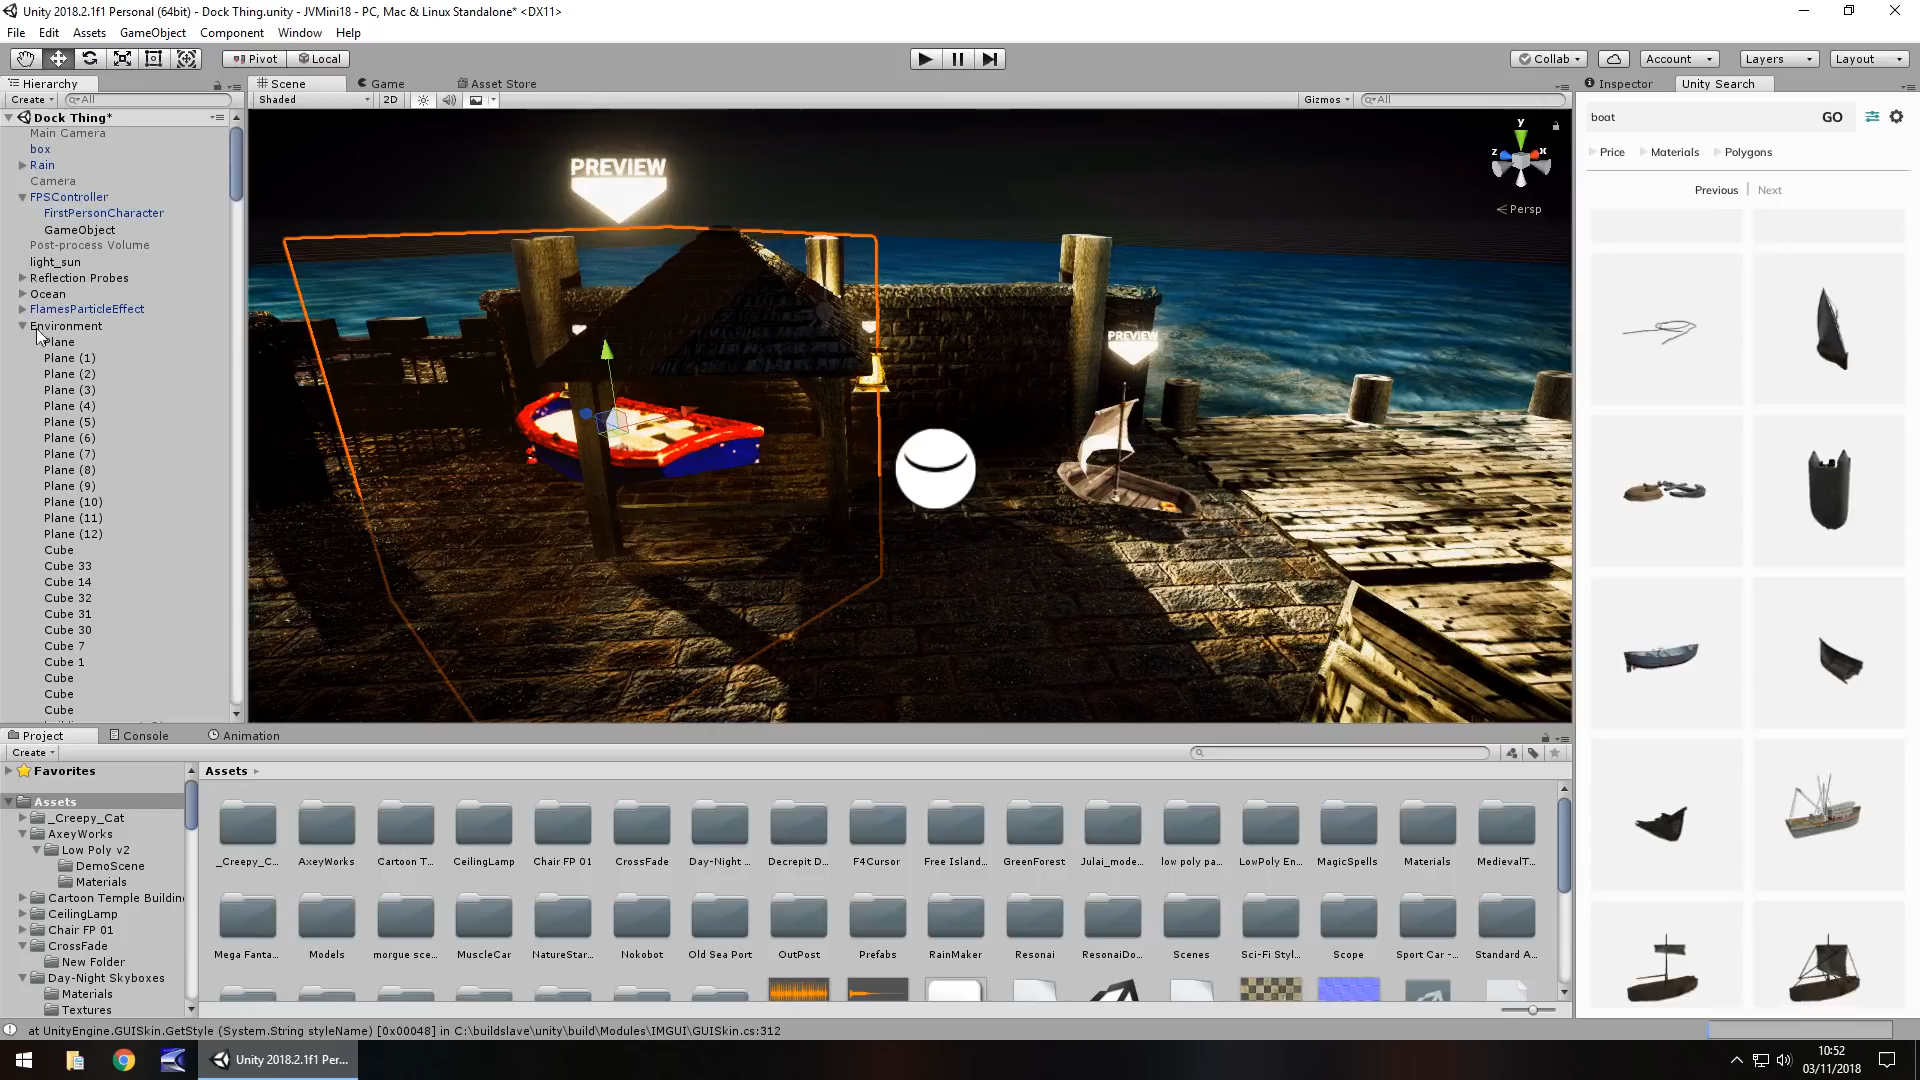 Unity 2018.2.1f1 Personal (64bit) - Dock Thing.unity - JVMini18 - PC, Mac & Linux Standalone* <DX11>
File Edit Assets GameObject Component Window Help
Pivot Local Collab Account Layers Layout
Hierarchy Scene Game Asset Store Inspector Unity Search
Create All Shaded 2D Gizmos All
Dock Thing*
Main Camera
box
Rain
Camera
FPSController
FirstPersonCharacter
GameObject
Post-process Volume
light_sun
Reflection Probes
Ocean
FlamesParticleEffect
Environment
Plane
Plane (1)
Plane (2)
Plane (3)
Plane (4)
Plane (5)
Plane (6)
Plane (7)
Plane (8)
Plane (9)
Plane (10)
Plane (11)
Plane (12)
Cube
Cube 33
Cube 14
Cube 32
Cube 31
Cube 30
Cube 7
Cube 1
Cube
Cube
Cube
PREVIEW
PREVIEW
y
z x
Persp
boat GO
Price Materials Polygons
Previous Next
Project Console Animation
Create
Favorites
Assets
_Creepy_Cat
AxeyWorks
Low Poly v2
DemoScene
Materials
Cartoon Temple Buildin
CeilingLamp
Chair FP 01
CrossFade
New Folder
Day-Night Skyboxes
Materials
Textures
Assets
_Creepy_C... AxeyWorks Cartoon T... CeilingLamp Chair FP 01 CrossFade Day-Night ... Decrepit D... F4Cursor Free Island... GreenForest Julai_mode... low poly pa... LowPoly En... MagicSpells Materials MedievalT...
Mega Fanta... Models morgue sce... MuscleCar NatureStar... Nokobot Old Sea Port OutPost Prefabs RainMaker Resonai ResonaiDo... Scenes Sci-Fi Styl... Scope Sport Car -... Standard A...
at UnityEngine.GUISkin.GetStyle (System.String styleName) [0x00048] in C:\buildslave\unity\build\Modules\IMGUI\GUISkin.cs:312
Unity 2018.2.1f1 Per...
10:52
03/11/2018